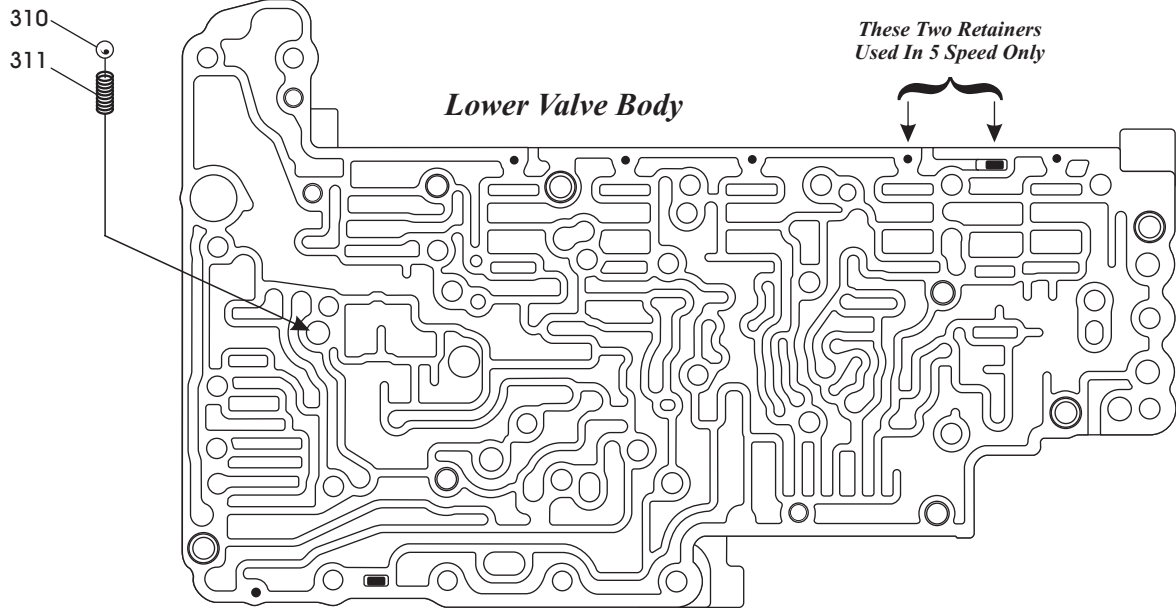 310
311
These Two Retainers
Used In 5 Speed Only
Lower Valve Body